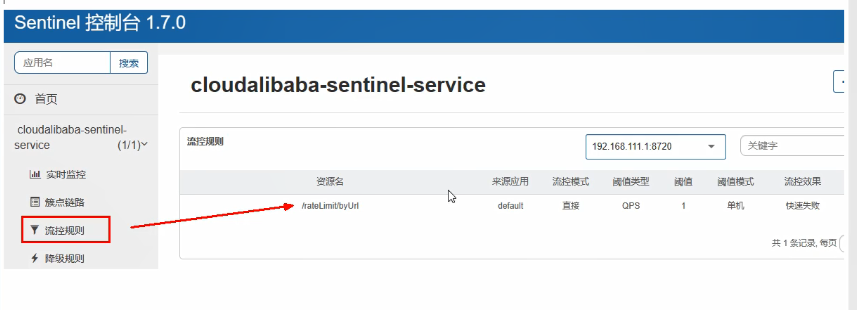 Sentinel 控制台 1.7.0
应用名 搜索
首页
cloudalibaba-sentinel-
service (1/1)
实时监控
簇点链路
流控规则
降级规则
cloudalibaba-sentinel-service
流控规则 192.168.111.1:8720 关键字
资源名 来源应用 流控模式 阈值类型 阈值 阈值模式 流控效果
/rateLimit/byUrl default 直接 QPS 1 单机 快速失败
共 1 条记录, 每页